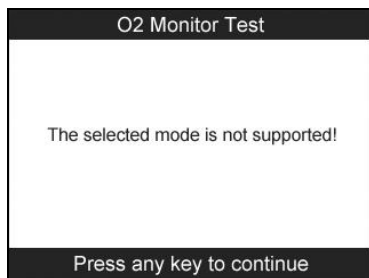 O2 Monitor Test
The selected mode is not supported!
Press any key to continue